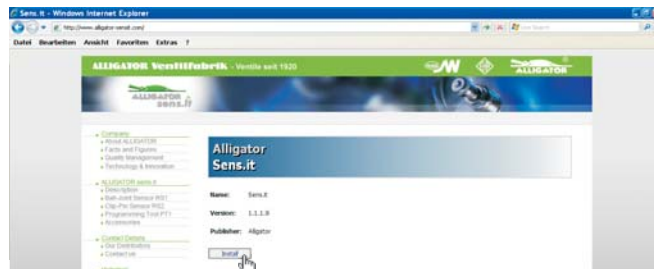 Sens.It - Windows Internet Explorer
http://www.alligator-sensit.com/
Datei Bearbeiten Ansicht Favoriten Extras ?
ALLIGATOR Ventilfabrik - Ventile seit 1920
ALLIGATOR
ALLIGATOR
sens.it
Company
About ALLIGATOR
Facts and Figures
Quality Management
Technology & Innovation
ALLIGATOR sens.it
Description
Ball-Joint Sensor RS1
Clip-Pin Sensor RS2
Programming Tool PT1
Accessories
Contact Details
Our Distributors
Contact us
Alligator
Sens.it
Name: Sens.it
Version: 1.1.1.9
Publisher: Alligator
Install